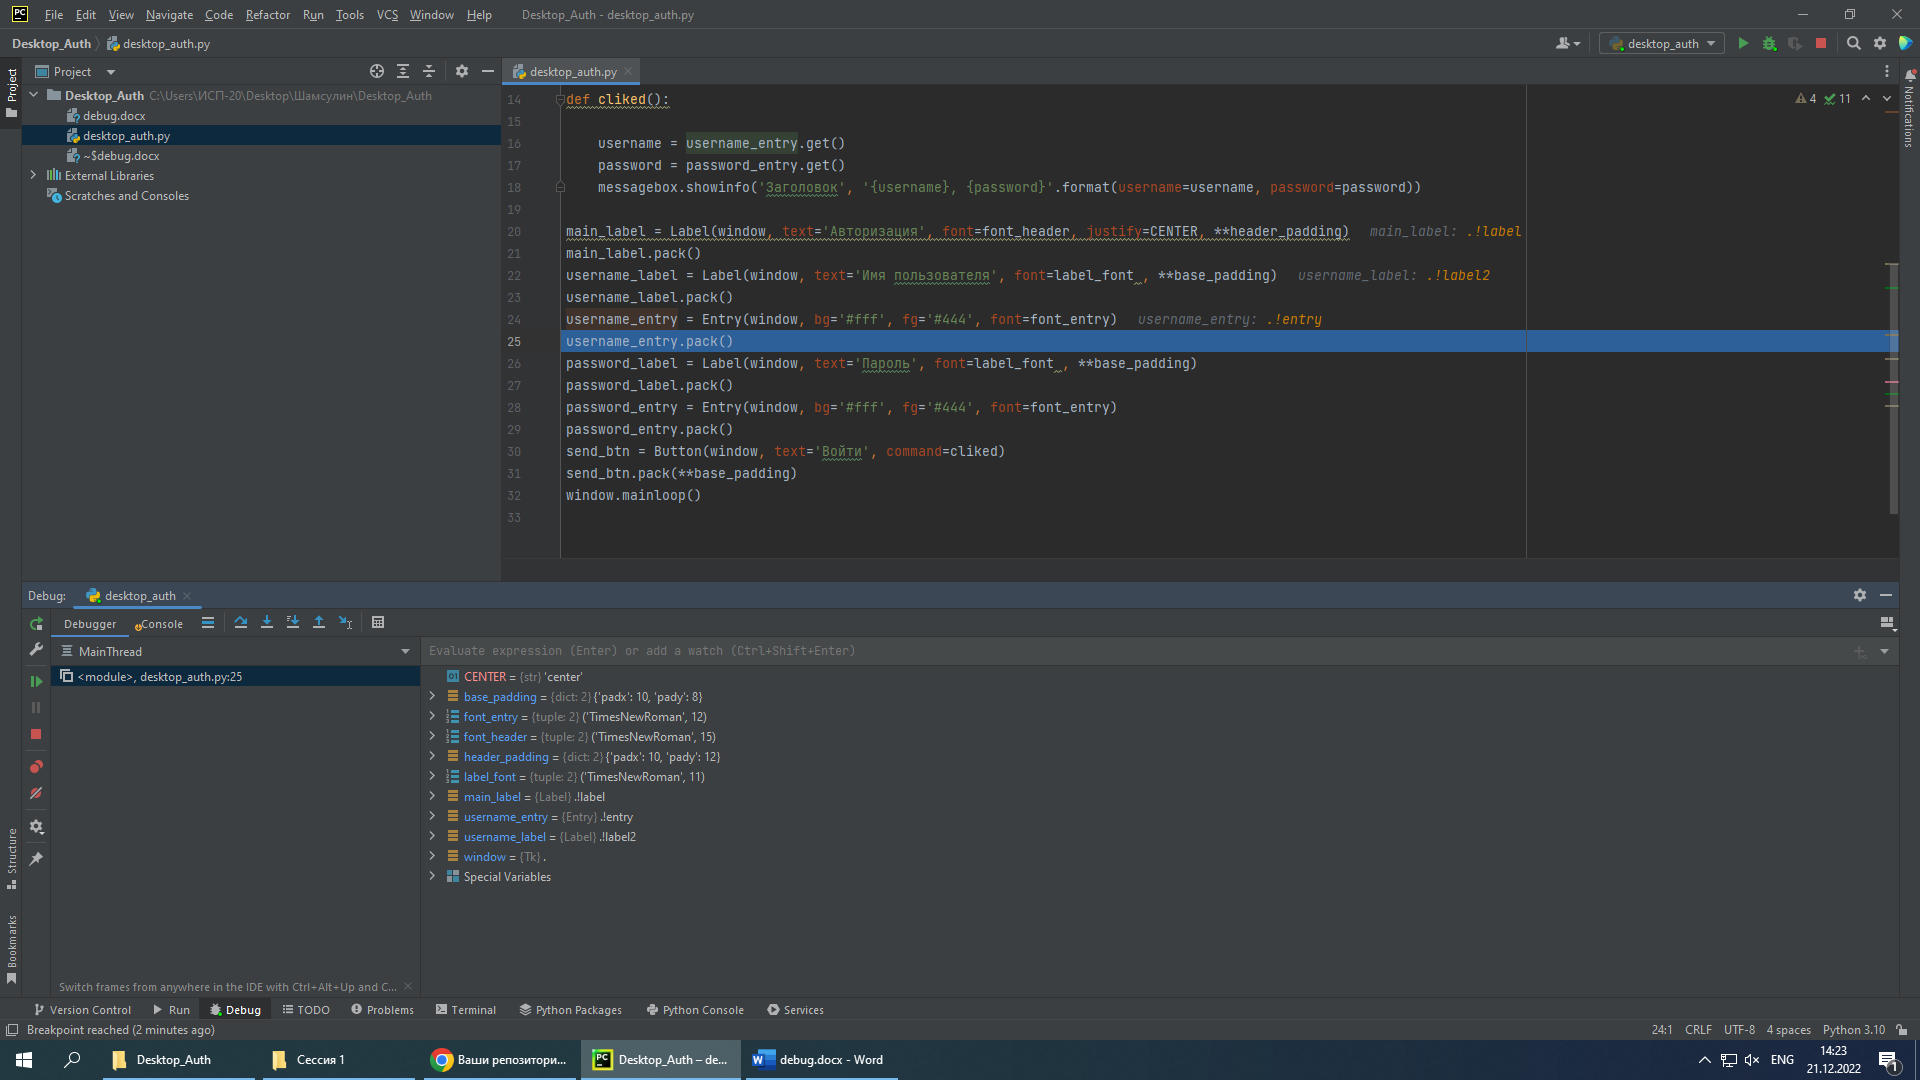 PC File Edit View Navigate Code Refactor Run Tools VCS Window Help Desktop_Auth - desktop_auth.py
Desktop_Auth desktop_auth.py desktop_auth
Project
desktop_auth.py
Desktop_Auth C:\Users\ИСП-20\Desktop\Шамсулин\Desktop_Auth
debug.docx
desktop_auth.py
~$debug.docx
External Libraries
Scratches and Consoles
Project
Structure
Bookmarks
Notifications
4 11
14 def cliked():
15
16 username = username_entry.get()
17 password = password_entry.get()
18 messagebox.showinfo('Заголовок', '{username}, {password}'.format(username=username, password=password))
19
20 main_label = Label(window, text='Авторизация', font=font_header, justify=CENTER, **header_padding) main_label: .!label
21 main_label.pack()
22 username_label = Label(window, text='Имя пользователя', font=label_font , **base_padding) username_label: .!label2
23 username_label.pack()
24 username_entry = Entry(window, bg='#fff', fg='#444', font=font_entry) username_entry: .!entry
25 username_entry.pack()
26 password_label = Label(window, text='Пароль', font=label_font , **base_padding)
27 password_label.pack()
28 password_entry = Entry(window, bg='#fff', fg='#444', font=font_entry)
29 password_entry.pack()
30 send_btn = Button(window, text='Войти', command=cliked)
31 send_btn.pack(**base_padding)
32 window.mainloop()
33
Debug: desktop_auth
Debugger Console
MainThread
Evaluate expression (Enter) or add a watch (Ctrl+Shift+Enter)
<module>, desktop_auth.py:25
CENTER = {str} 'center'
base_padding = {dict: 2} {'padx': 10, 'pady': 8}
font_entry = {tuple: 2} ('TimesNewRoman', 12)
font_header = {tuple: 2} ('TimesNewRoman', 15)
header_padding = {dict: 2} {'padx': 10, 'pady': 12}
label_font = {tuple: 2} ('TimesNewRoman', 11)
main_label = {Label} .!label
username_entry = {Entry} .!entry
username_label = {Label} .!label2
window = {Tk} .
Special Variables
Switch frames from anywhere in the IDE with Ctrl+Alt+Up and C...
Version Control Run Debug TODO Problems Terminal Python Packages Python Console Services
Breakpoint reached (2 minutes ago) 24:1 CRLF UTF-8 4 spaces Python 3.10
Desktop_Auth Сессия 1 Ваши репозитори... Desktop_Auth – de... debug.docx - Word ENG 14:23
21.12.2022 1